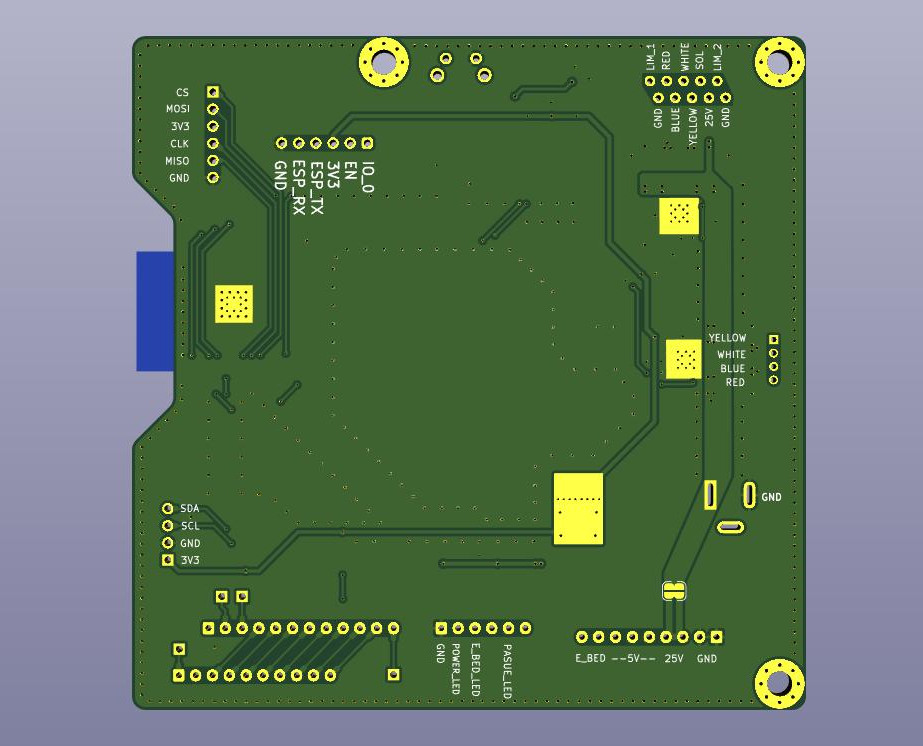 LIM_1
RED
WHITE
SOL
LIM_2
GND
BLUE
YELLOW
25V
GND
CS
MOSI
3V3
CLK
MISO
GND
GND
ESP_RX
ESP_TX
3V3
EN
IO_0
YELLOW
WHITE
BLUE
RED
GND
SDA
SCL
GND
3V3
GND
POWER_LED
E_BED_LED
PASUE_LED
E_BED --5V-- 25V GND